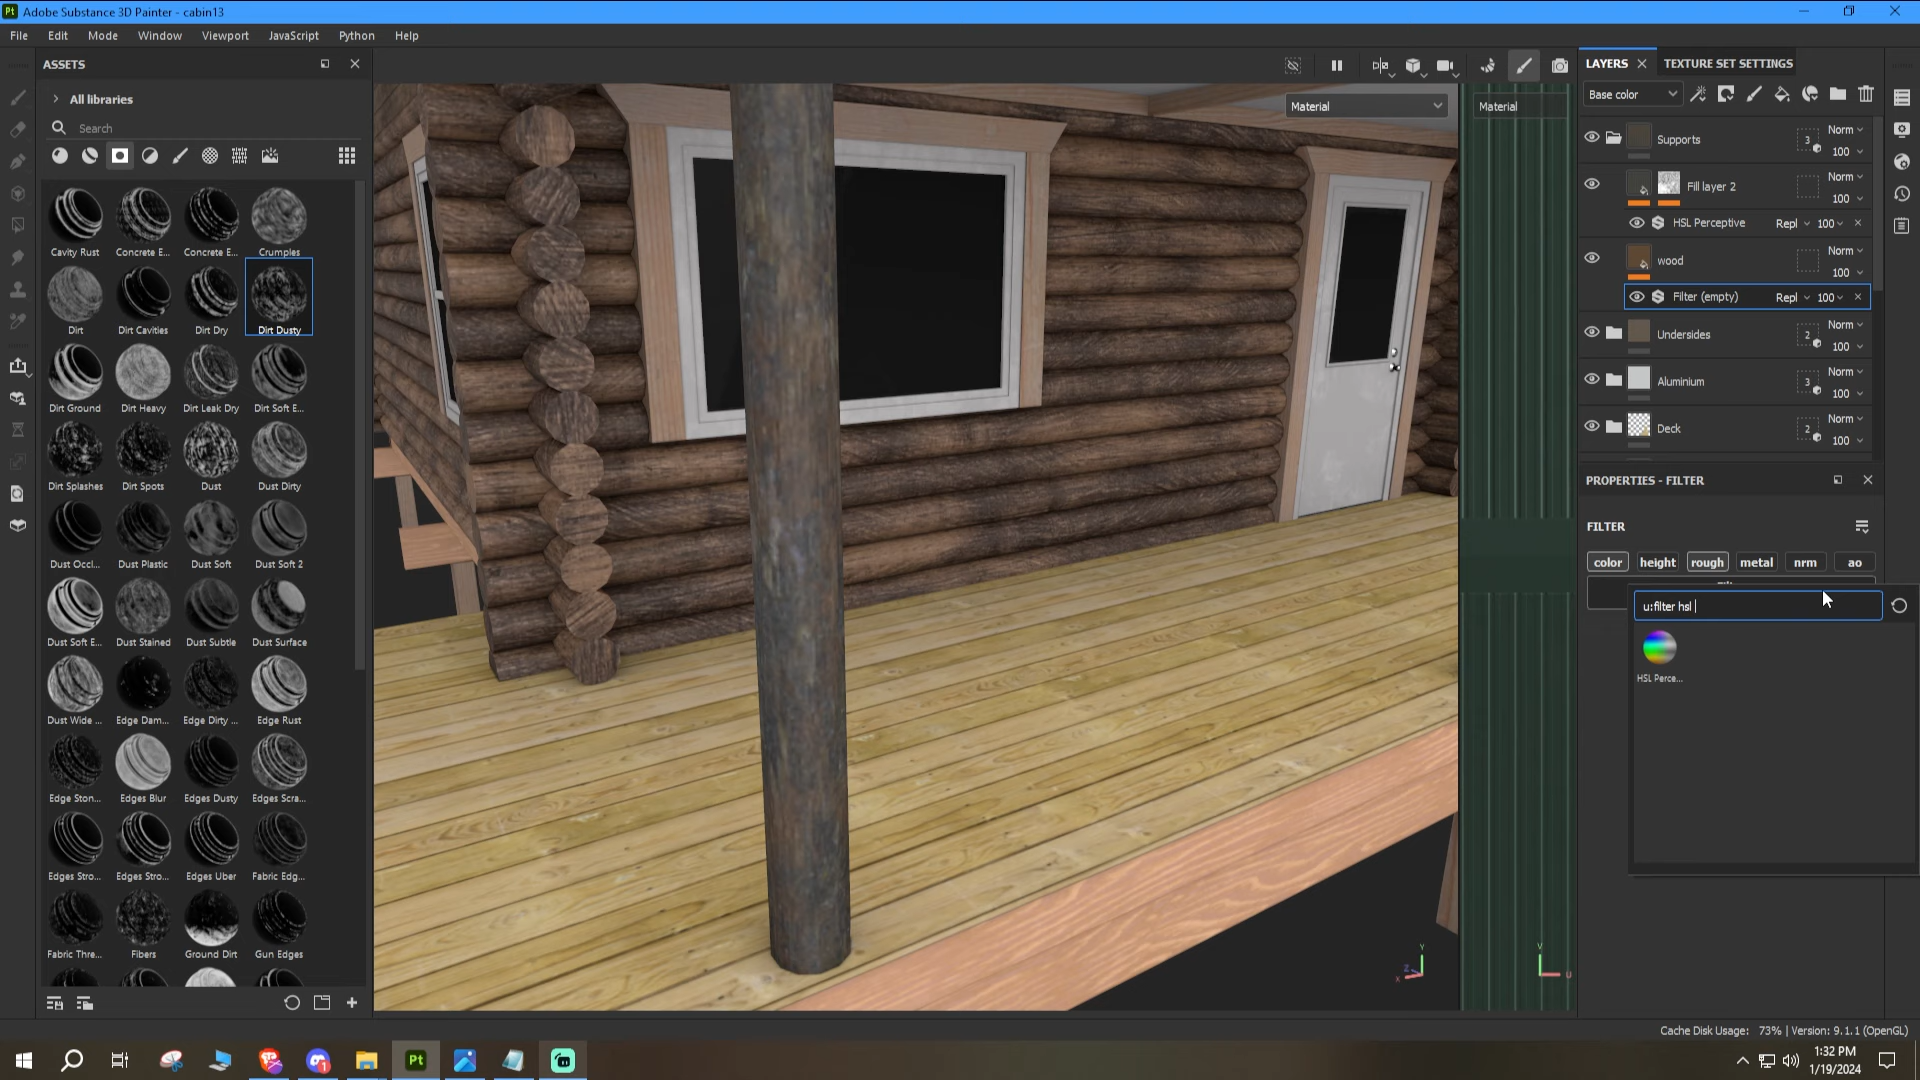 Pt Adobe Substance 3D Painter - cabin13
File Edit Mode Window Viewport JavaScript Python Help
ASSETS
All libraries
Search
Cavity Rust Concrete E... Concrete E... Crumples
Dirt Dirt Cavities Dirt Dry Dirt Dusty
Dirt Ground Dirt Heavy Dirt Leak Dry Dirt Soft E...
Dirt Splashes Dirt Spots Dust Dust Dirty
Dust Occl... Dust Plastic Dust Soft Dust Soft 2
Dust Soft E... Dust Stained Dust Subtle Dust Surface
Dust Wide ... Edge Dam... Edge Dirty ... Edge Rust
Edge Ston... Edges Blur Edges Dusty Edges Scra...
Edges Stro... Edges Stro... Edges Uber Fabric Edg...
Fabric Thre... Fibers Ground Dirt Gun Edges
Material
Y
Z
X
Material
V
U
LAYERS TEXTURE SET SETTINGS
Base color
Supports 3 Norm
100
Fill layer 2 Norm
100
HSL Perceptive Repl 100
wood Norm
100
Filter (empty) Repl 100
Undersides 2 Norm
100
Aluminium 3 Norm
100
Deck 2 Norm
100
PROPERTIES - FILTER
FILTER
color height rough metal nrm ao
u:filter hsl
HSL Perce...
Cache Disk Usage: 73% | Version: 9.1.1 (OpenGL)
Pt
1
1:32 PM
1/19/2024